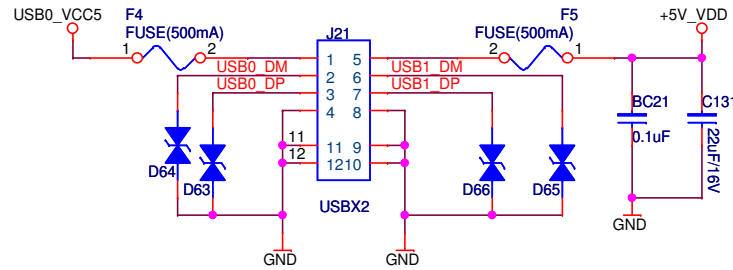 USB0_VCC5
F4
FUSE(500mA)
1
2
J21
F5
FUSE(500mA)
2
1
+5V_VDD
USB0_DM
USB0_DP
1
2
3
4
5
6
7
8
USB1_DM
USB1_DP
11
12
11
12
9
10
D64
D63
USBX2
D66
D65
BC21
0.1uF
C131
22uF/16V
GND
GND
GND